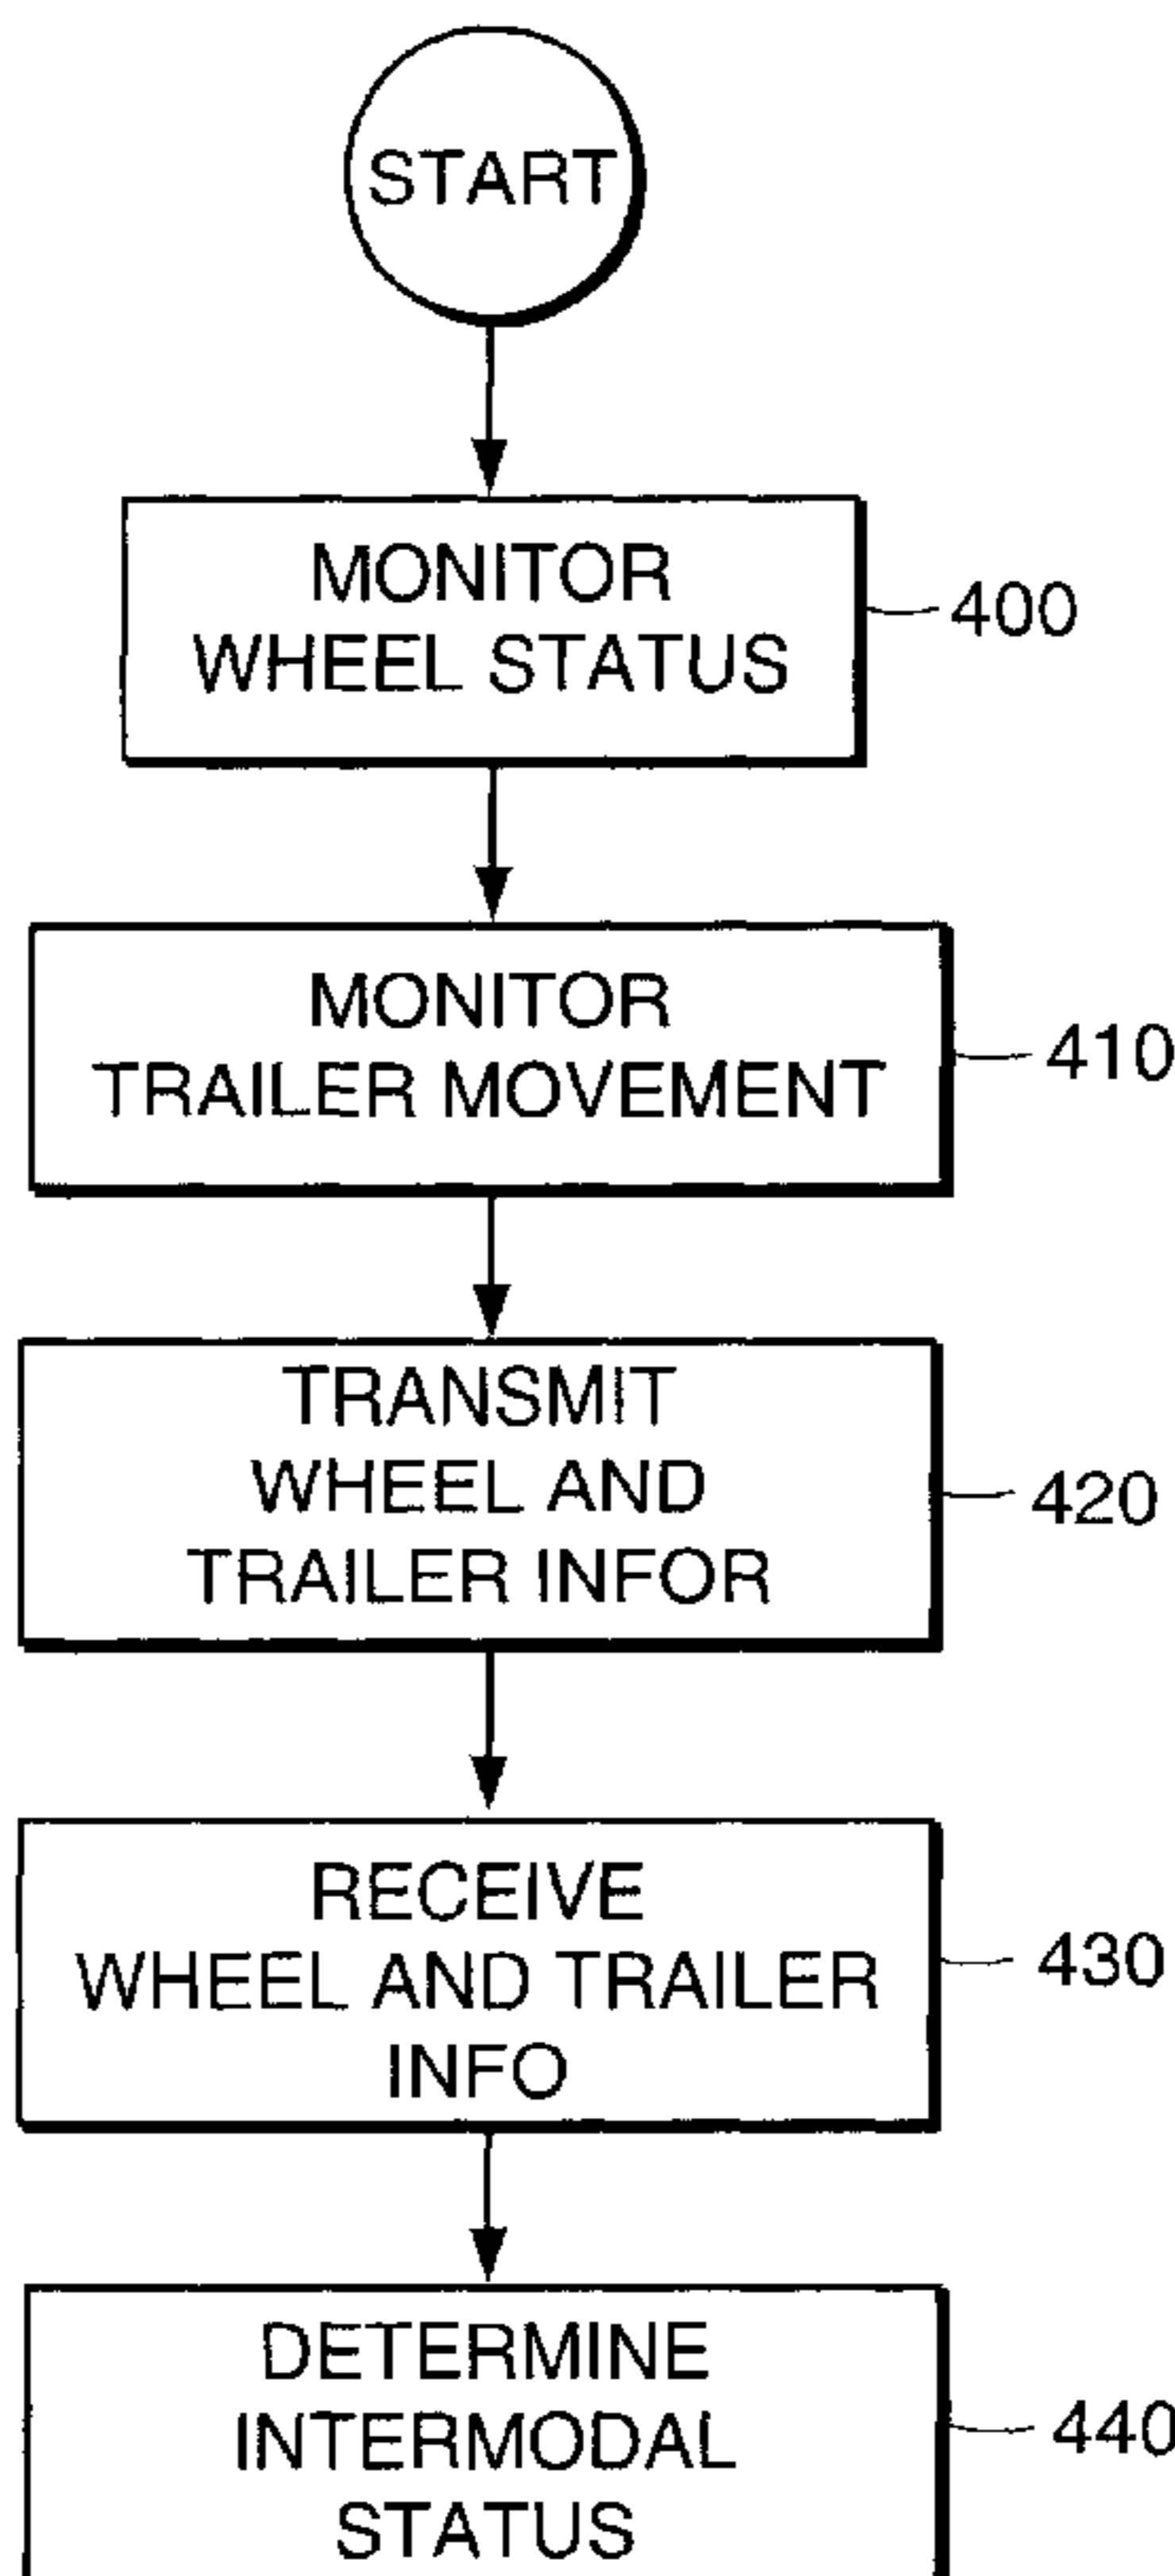 START
MONITOR
WHEEL STATUS
400
MONITOR
TRAILER MOVEMENT
410
TRANSMIT
WHEEL AND
TRAILER INFOR
420
RECEIVE
WHEEL AND TRAILER
INFO
430
DETERMINE
INTERMODAL
STATUS
440